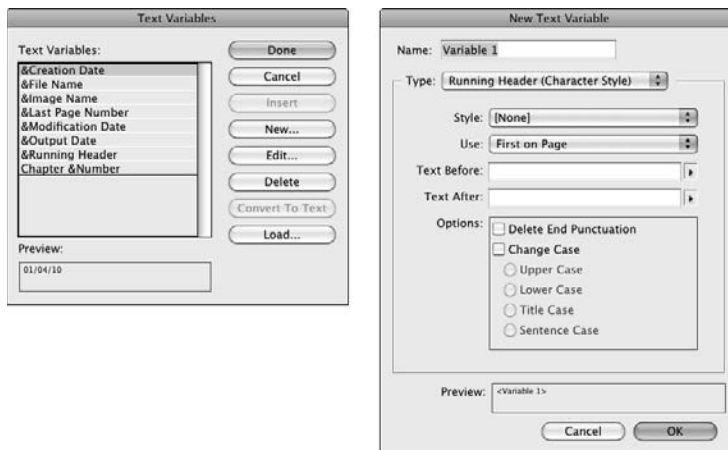 Text Variables
Text Variables:
&Creation Date
&File Name
&Image Name
&Last Page Number
&Modification Date
&Output Date
&Running Header
Chapter &Number
Preview:
01/04/10
Done
Cancel
Insert
New...
Edit...
Delete
Convert To Text
Load...
New Text Variable
Name: Variable 1
Type: Running Header (Character Style)
Style: [None]
Use: First on Page
Text Before:
Text After:
Options: Delete End Punctuation
Change Case
Upper Case
Lower Case
Title Case
Sentence Case
Preview: <Variable 1>
Cancel OK